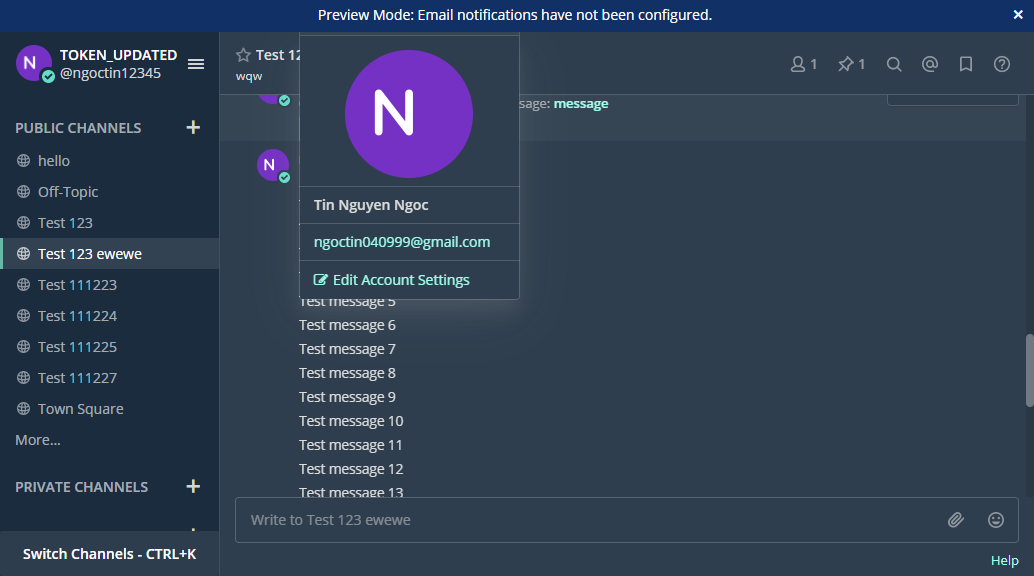 Preview Mode: Email notifications have not been configured.
N
TOKEN_UPDATED
@ngoctin12345
PUBLIC CHANNELS
hello
Off-Topic
Test 123
Test 123 ewewe
Test 111223
Test 111224
Test 111225
Test 111227
Town Square
More...
PRIVATE CHANNELS
Switch Channels - CTRL+K
Test 12
wqw
1
1
sage: message
N
N
Tin Nguyen Ngoc
ngoctin040999@gmail.com
Edit Account Settings
Test message 5
Test message 6
Test message 7
Test message 8
Test message 9
Test message 10
Test message 11
Test message 12
Test message 13
Write to Test 123 ewewe
Help